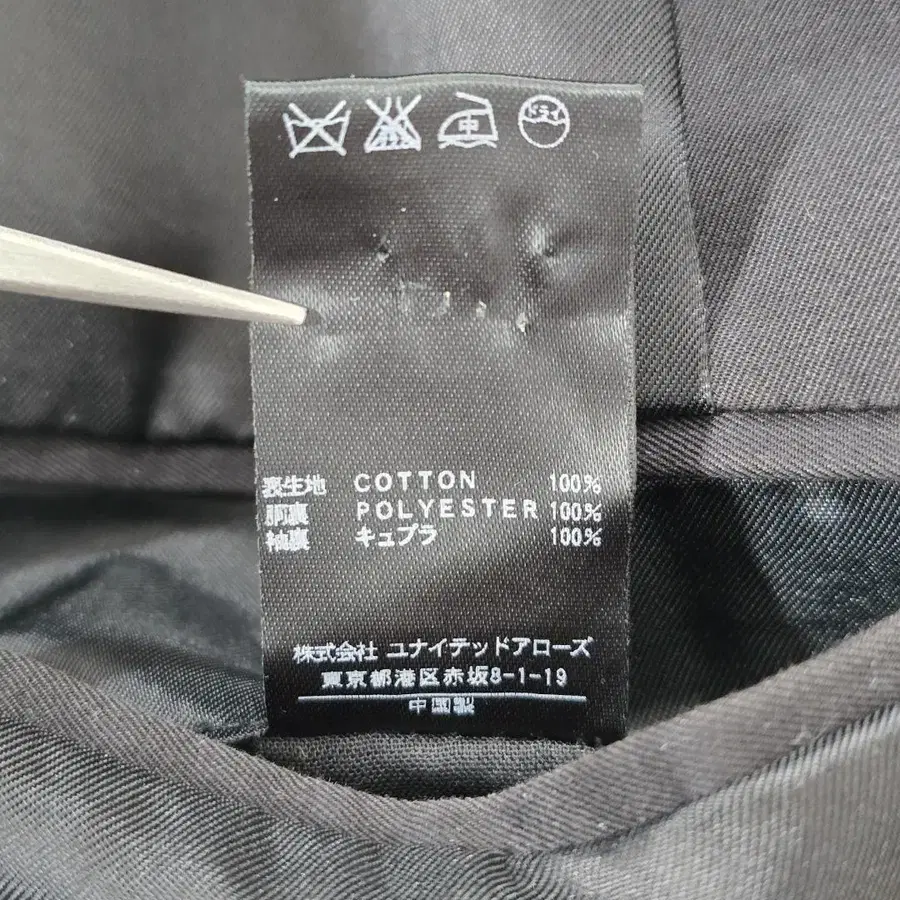 中 ドライ
表生地 COTTON 100%
胴裏 POLYESTER 100%
袖裏 キュプラ 100%
株式会社 ユナイテッドアローズ
東京都港区赤坂8-1-19
中国製